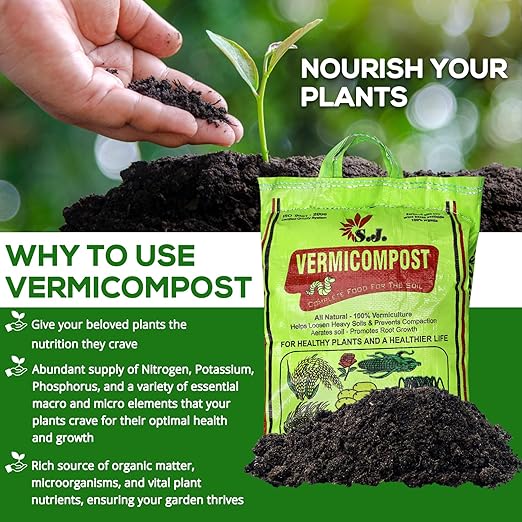 NOURISH YOUR
PLANTS
ISO 9001 - 2008
S.J.
VERMICOMPOST
COMPLETE FOOD FOR THE SOIL
All Natural - 100% Vermiculture
Helps Loosen Heavy Soils & Prevents Compaction
Aerates soil - Promotes Root Growth
FOR HEALTHY PLANTS AND A HEALTHIER LIFE
WHY TO USE
VERMICOMPOST
Give your beloved plants the
nutrition they crave
Abundant supply of Nitrogen, Potassium,
Phosphorus, and a variety of essential
macro and micro elements that your
plants crave for their optimal health
and growth
Rich source of organic matter,
microorganisms, and vital plant
nutrients, ensuring your garden thrives